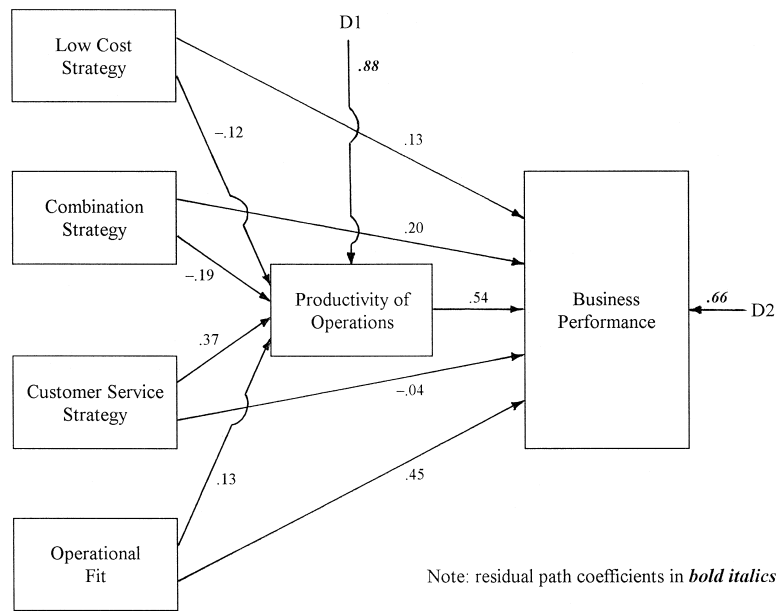 D1
Low Cost
Strategy
.88
–.12
.13
Combination
Strategy
.20
–.19
Productivity of
Operations
.54
Business
Performance
.66
D2
.37
Customer Service
Strategy
–.04
.13
.45
Operational
Fit
Note: residual path coefficients in bold italics